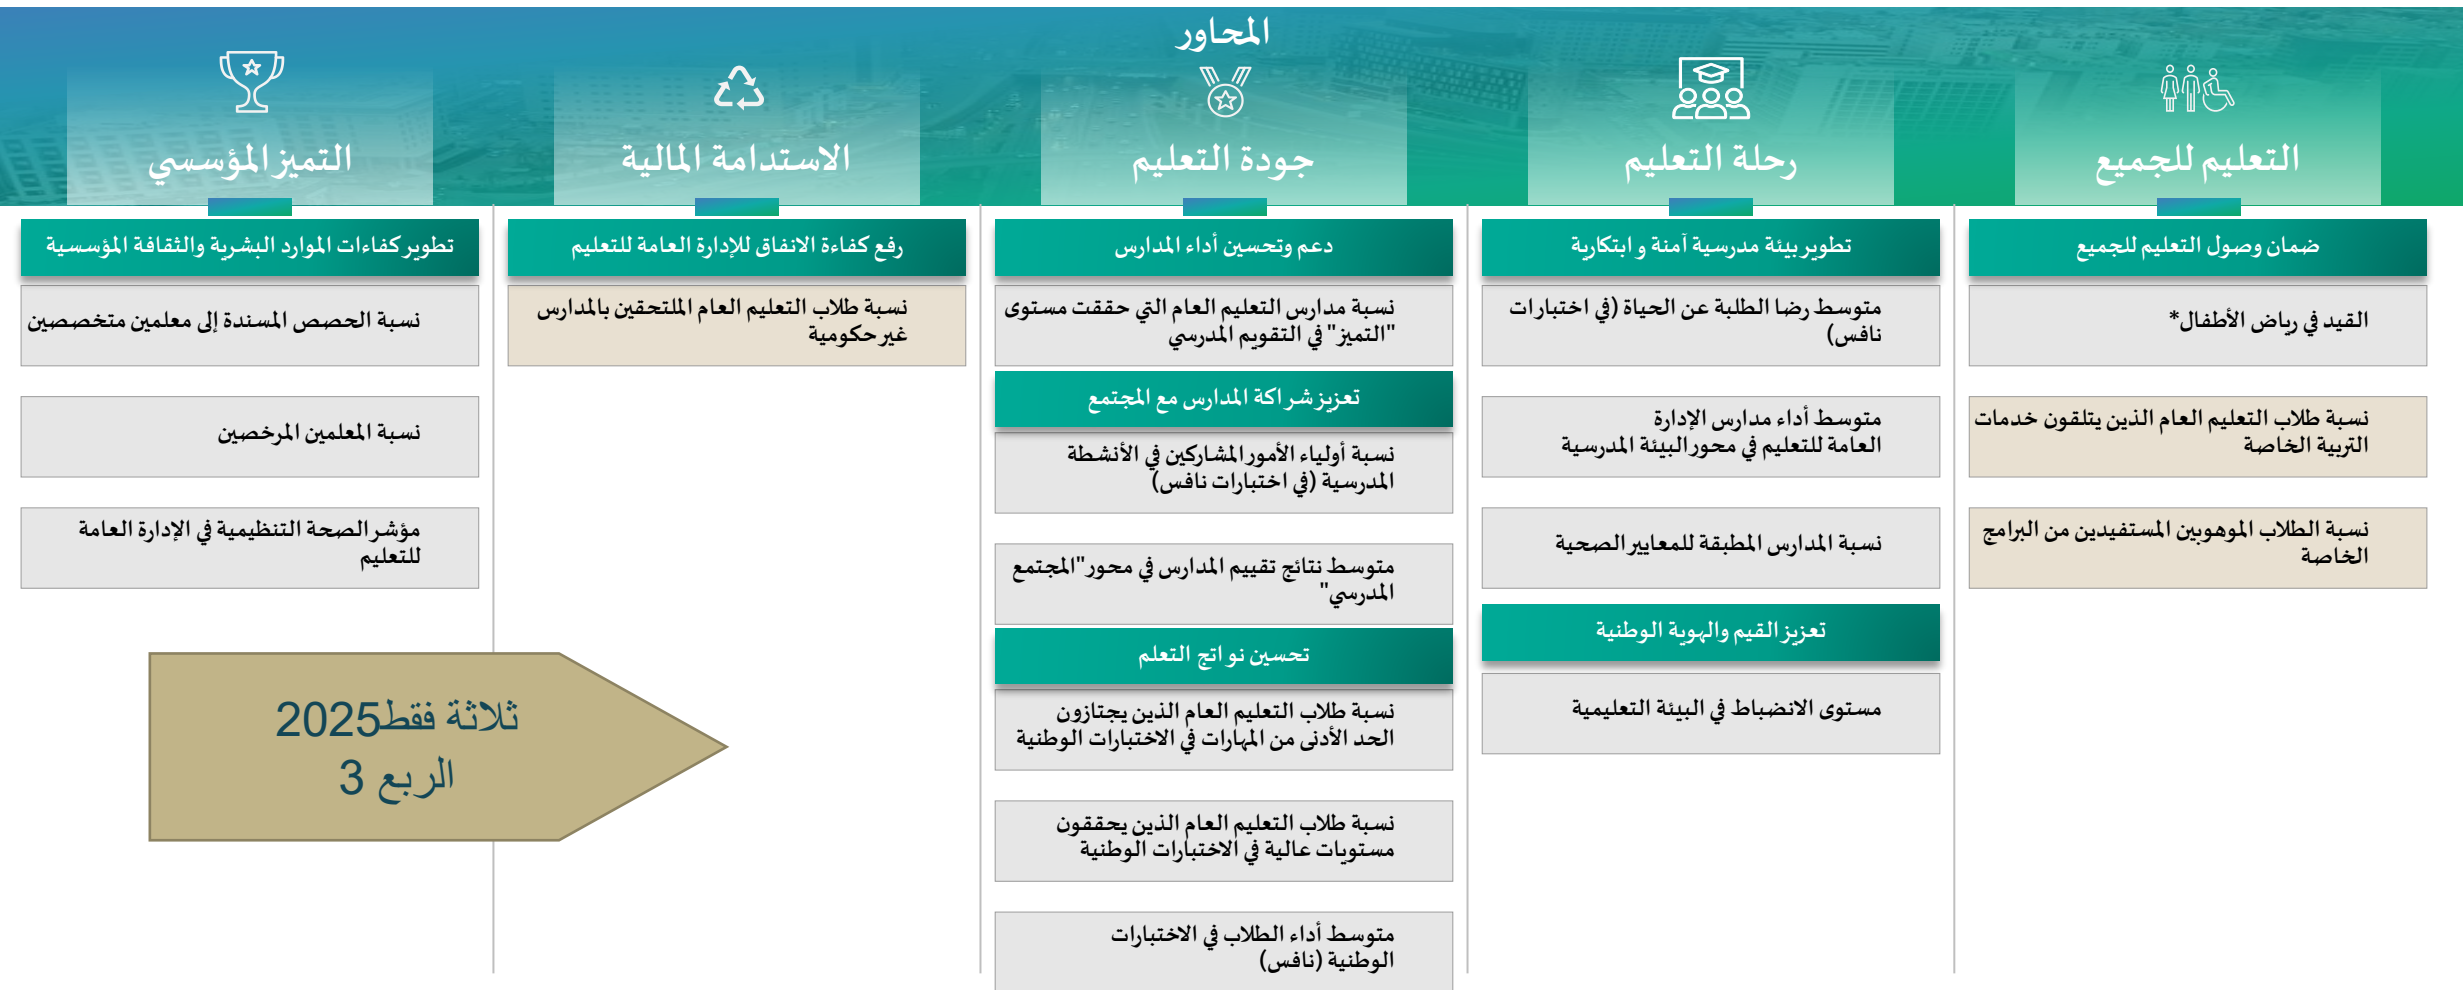 المحاور
التعليم للجميع
ضمان وصول التعليم للجميع
القيد في رياض الأطفال*
نسبة طلاب التعليم العام الذين يتلقون خدمات
التربية الخاصة
نسبة الطلاب الموهوبين المستفيدين من البرامج
الخاصة
رحلة التعليم
تطوير بيئة مدرسية آمنة وابتكارية
متوسط رضا الطلبة عن الحياة (في اختبارات
نافس)
متوسط أداء مدارس الإدارة
العامة للتعليم في محور البيئة المدرسية
نسبة المدارس المطبقة للمعايير الصحية
تعزيز القيم والهوية الوطنية
مستوى الانضباط في البيئة التعليمية
جودة التعليم
دعم وتحسين أداء المدارس
نسبة مدارس التعليم العام التي حققت مستوى
"التميز" في التقويم المدرسي
تعزيز شراكة المدارس مع المجتمع
نسبة أولياء الأمور المشاركين في الأنشطة
المدرسية (في اختبارات نافس)
متوسط نتائج تقييم المدارس في محور "المجتمع
المدرسي"
تحسين نواتج التعلم
نسبة طلاب التعليم العام الذين يجتازون
الحد الأدنى من المهارات في الاختبارات الوطنية
نسبة طلاب التعليم العام الذين يحققون
مستويات عالية في الاختبارات الوطنية
متوسط أداء الطلاب في الاختبارات
الوطنية (نافس)
الاستدامة المالية
رفع كفاءة الانفاق للإدارة العامة للتعليم
نسبة طلاب التعليم العام الملتحقين بالمدارس
غير حكومية
التميز المؤسسي
تطوير كفاءات الموارد البشرية والثقافة المؤسسية
نسبة الحصص المسندة إلى معلمين متخصصين
نسبة المعلمين المرخصين
مؤشر الصحة التنظيمية في الإدارة العامة
للتعليم
ثلاثة فقط2025
الربع 3